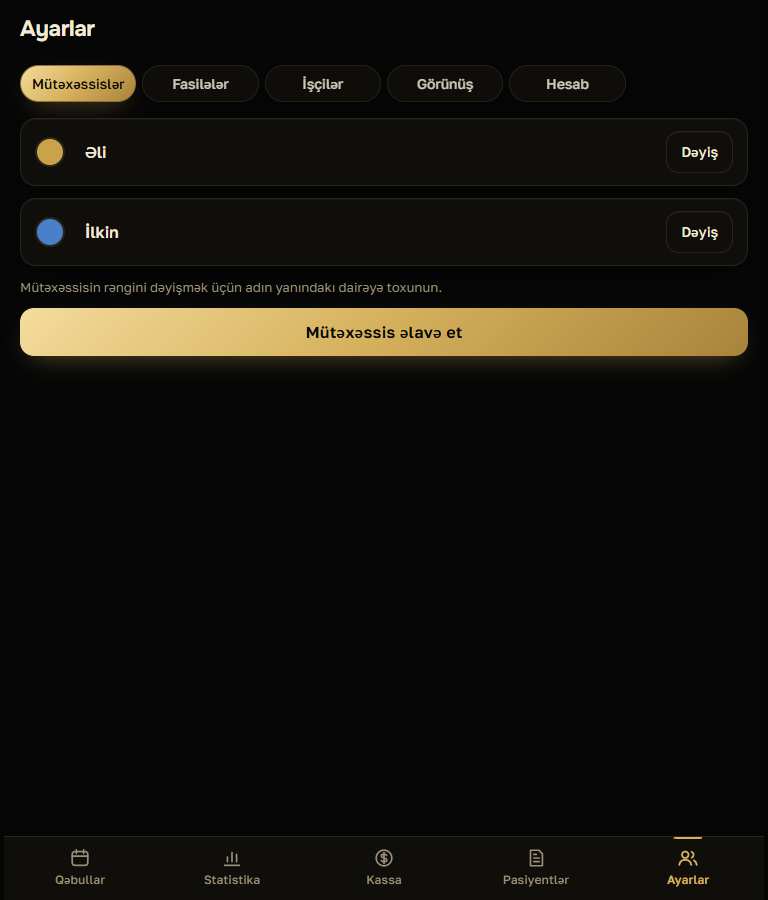 Ayarlar
Mütəxəssislər Fasilələr İşçilər Görünüş Hesab
Əli Dəyiş
İlkin Dəyiş
Mütəxəssisin rəngini dəyişmək üçün adın yanındakı dairəyə toxunun.
Mütəxəssis əlavə et
Qəbullar Statistika Kassa Pasiyentlər Ayarlar